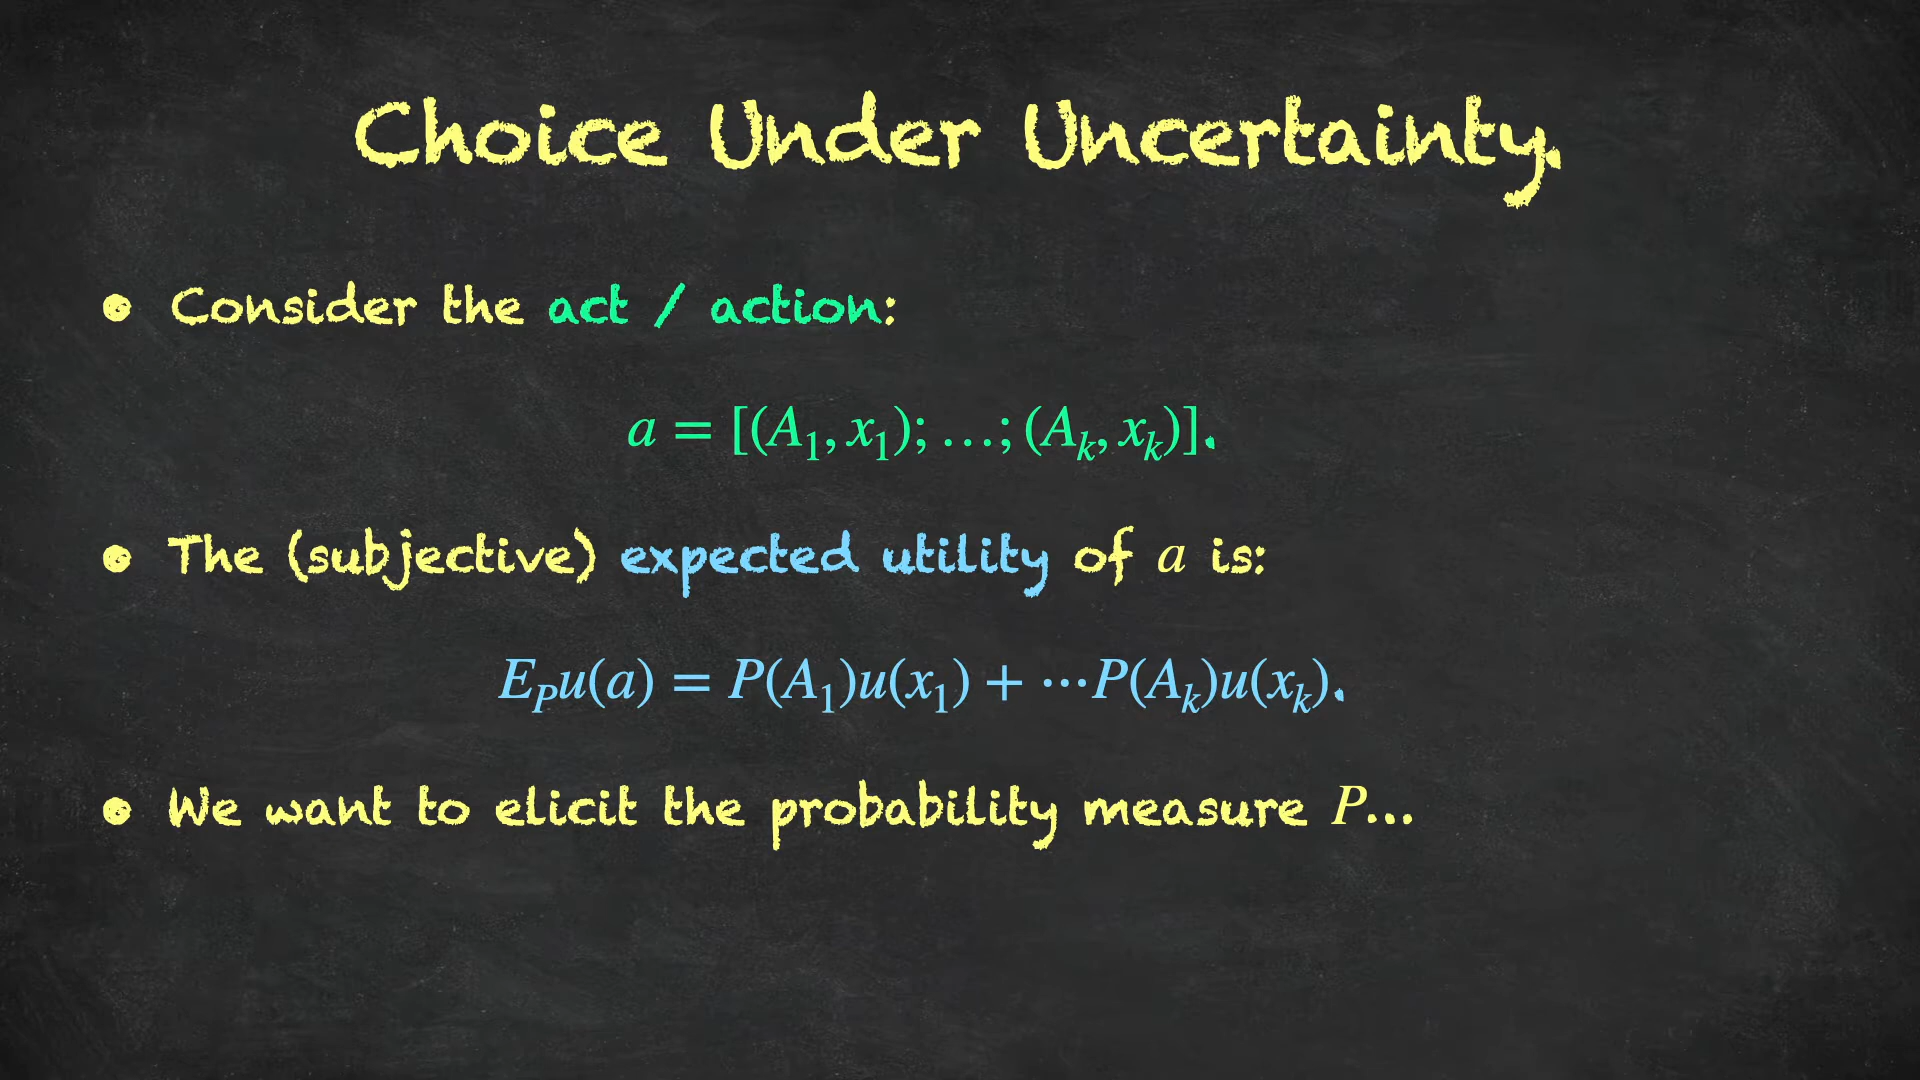 Choice Under Uncertainty.
• Consider the act / action:
a = [(A₁, x₁); …; (Aₖ, xₖ)].
• The (subjective) expected utility of a is:
E_P u(a) = P(A₁)u(x₁) + ⋯P(Aₖ)u(xₖ).
• We want to elicit the probability measure P…